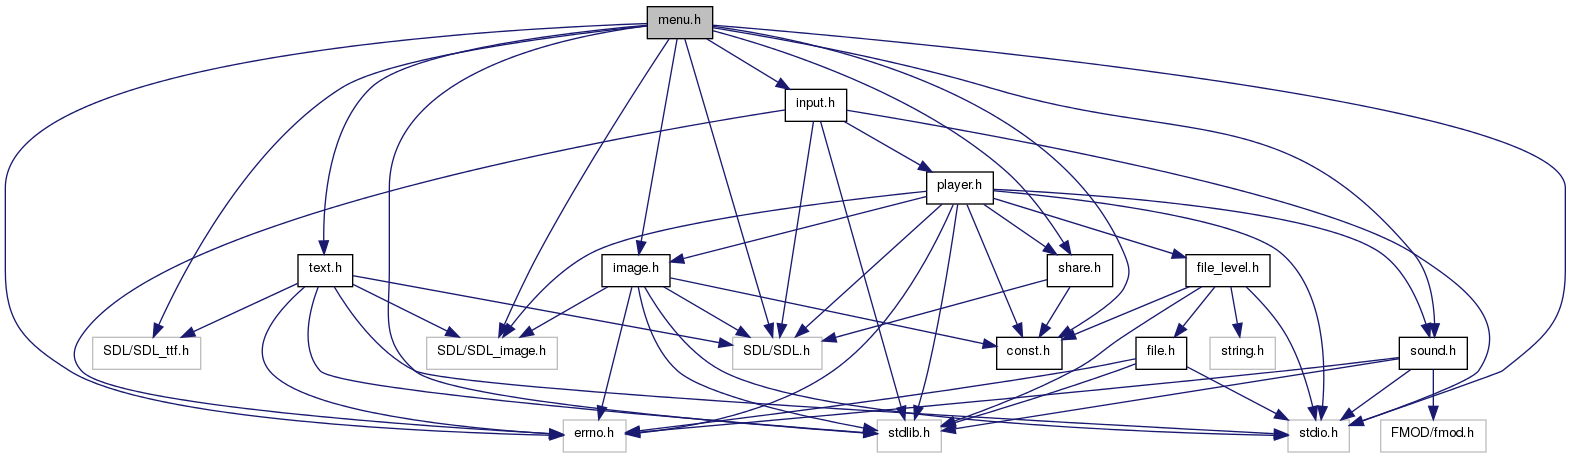 menu.h
input.h
player.h
text.h
image.h
share.h
file_level.h
SDL/SDL_ttf.h
SDL/SDL_image.h
SDL/SDL.h
const.h
file.h
string.h
sound.h
errno.h
stdlib.h
stdio.h
FMOD/fmod.h